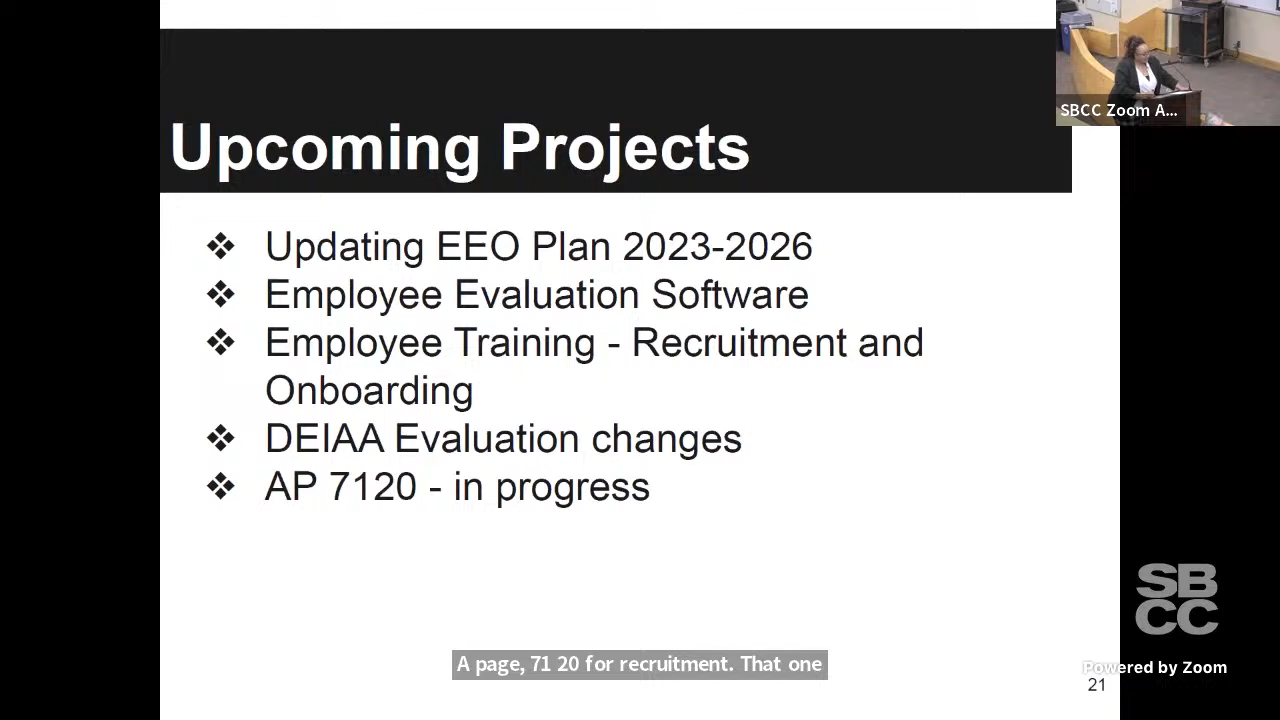 SBCC Zoom A...
Upcoming Projects
❖ Updating EEO Plan 2023-2026
❖ Employee Evaluation Software
❖ Employee Training - Recruitment and
Onboarding
❖ DEIAA Evaluation changes
❖ AP 7120 - in progress
SB
CC
A page, 71 20 for recruitment. That one
Powered by Zoom
21